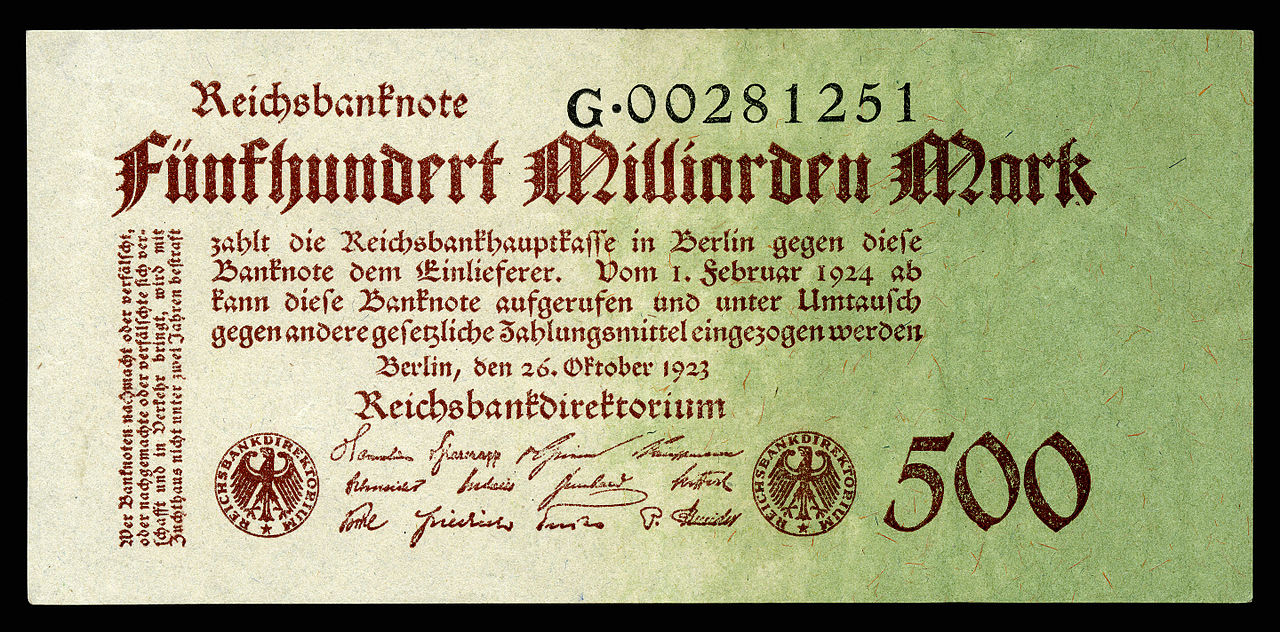 Reichsbanknote
G·00281251
Fünfhundert Milliarden Mark
zahlt die Reichsbankhauptkasse in Berlin gegen diese
Banknote dem Einlieferer. Vom 1. Februar 1924 ab
kann diese Banknote aufgerufen und unter Umtausch
gegen andere gesetzliche Zahlungsmittel eingezogen werden
Berlin, den 26. Oktober 1923
Reichsbankdirektorium
Wer Banknoten nachmacht oder verfälscht,
oder nachgemachte oder verfälschte sich ver-
schafft und in Verkehr bringt, wird mit
Zuchthaus nicht unter zwei Jahren bestraft
REICHSBANKDIREKTORIUM
REICHSBANKDIREKTORIUM
500